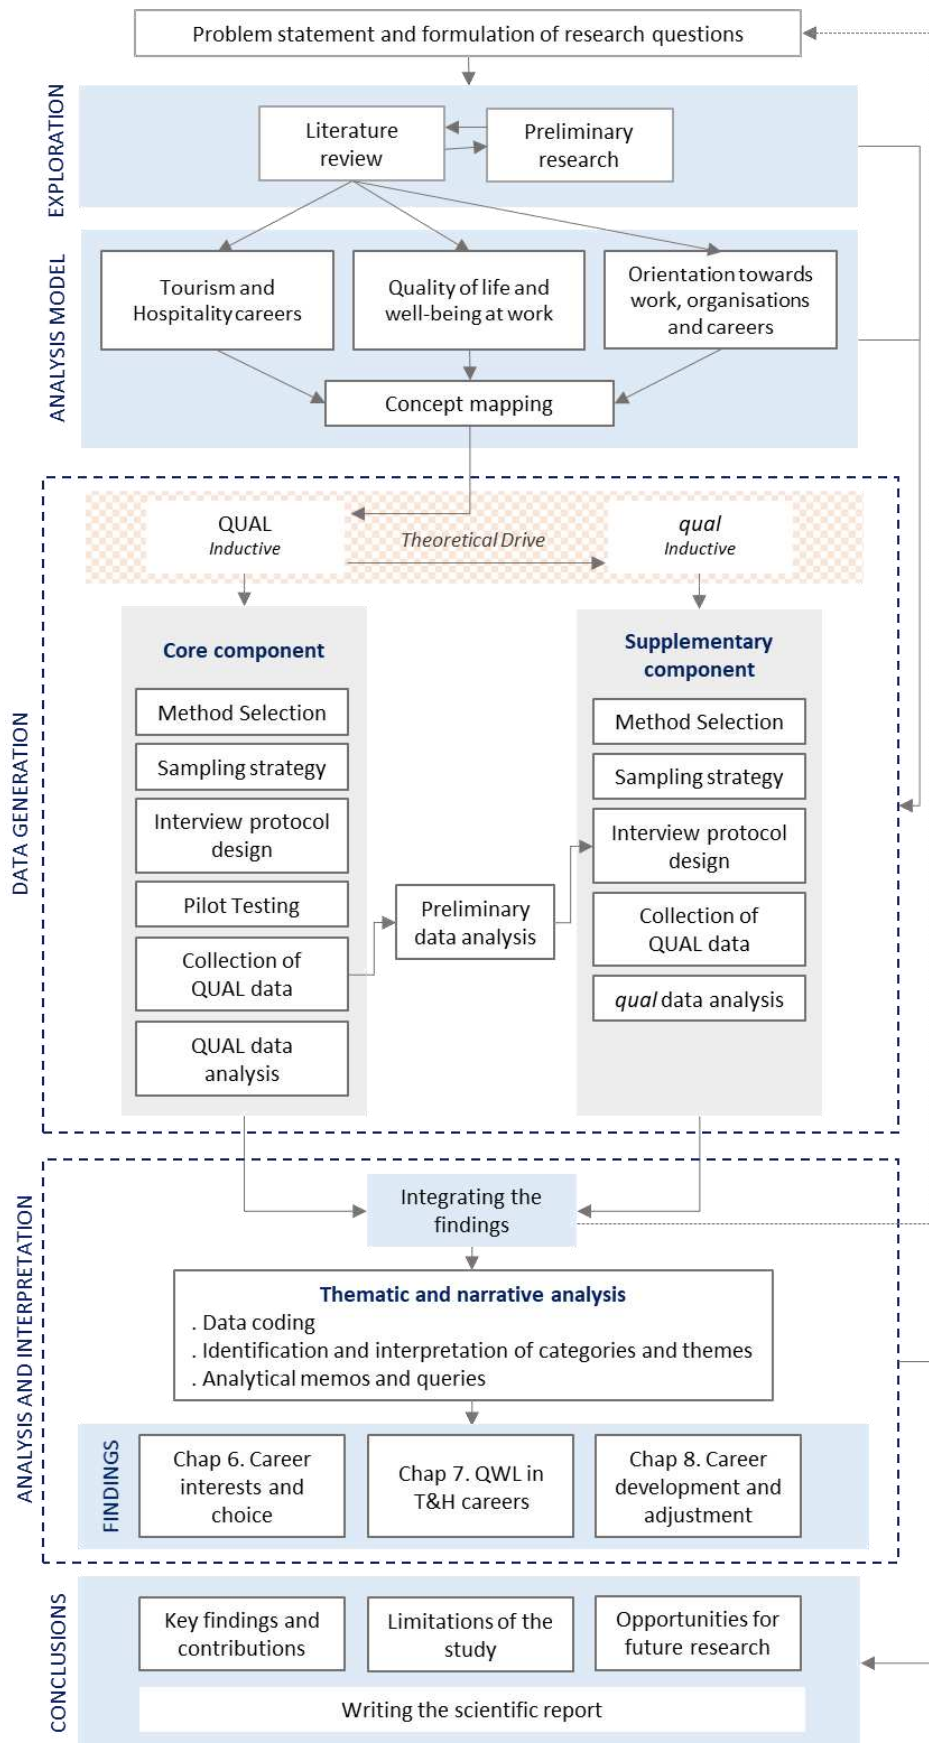 Problem statement and formulation of research questions
EXPLORATION
Literature
review
Preliminary
research
ANALYSIS MODEL
Tourism and
Hospitality careers
Quality of life and
well-being at work
Orientation towards
work, organisations
and careers
Concept mapping
DATA GENERATION
QUAL
Inductive
Theoretical Drive
qual
Inductive
Core component
Method Selection
Sampling strategy
Interview protocol
design
Pilot Testing
Collection of
QUAL data
QUAL data
analysis
Preliminary
data analysis
Supplementary
component
Method Selection
Sampling strategy
Interview protocol
design
Collection of
QUAL data
qual data analysis
ANALYSIS AND INTERPRETATION
Integrating the
findings
Thematic and narrative analysis
. Data coding
. Identification and interpretation of categories and themes
. Analytical memos and queries
FINDINGS
Chap 6. Career
interests and
choice
Chap 7. QWL in
T&H careers
Chap 8. Career
development and
adjustment
CONCLUSIONS
Key findings and
contributions
Limitations of the
study
Opportunities for
future research
Writing the scientific report